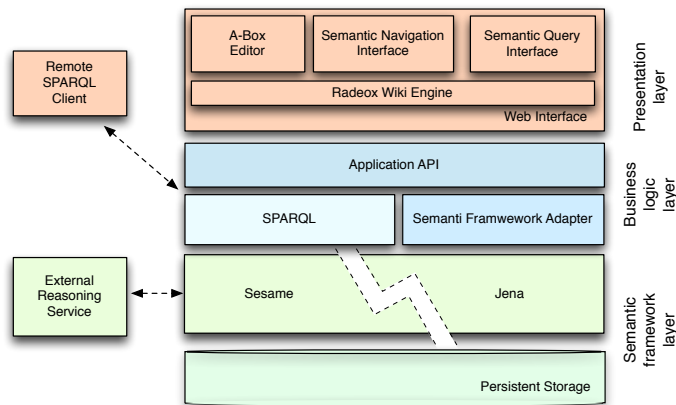 A-Box
Editor
Semantic Navigation
Interface
Semantic Query
Interface
Radeox Wiki Engine
Web Interface
Presentation
layer
Remote
SPARQL
Client
Application API
SPARQL
Semanti Framwework Adapter
Business
logic
layer
External
Reasoning
Service
Sesame
Jena
Semantic
framework
layer
Persistent Storage